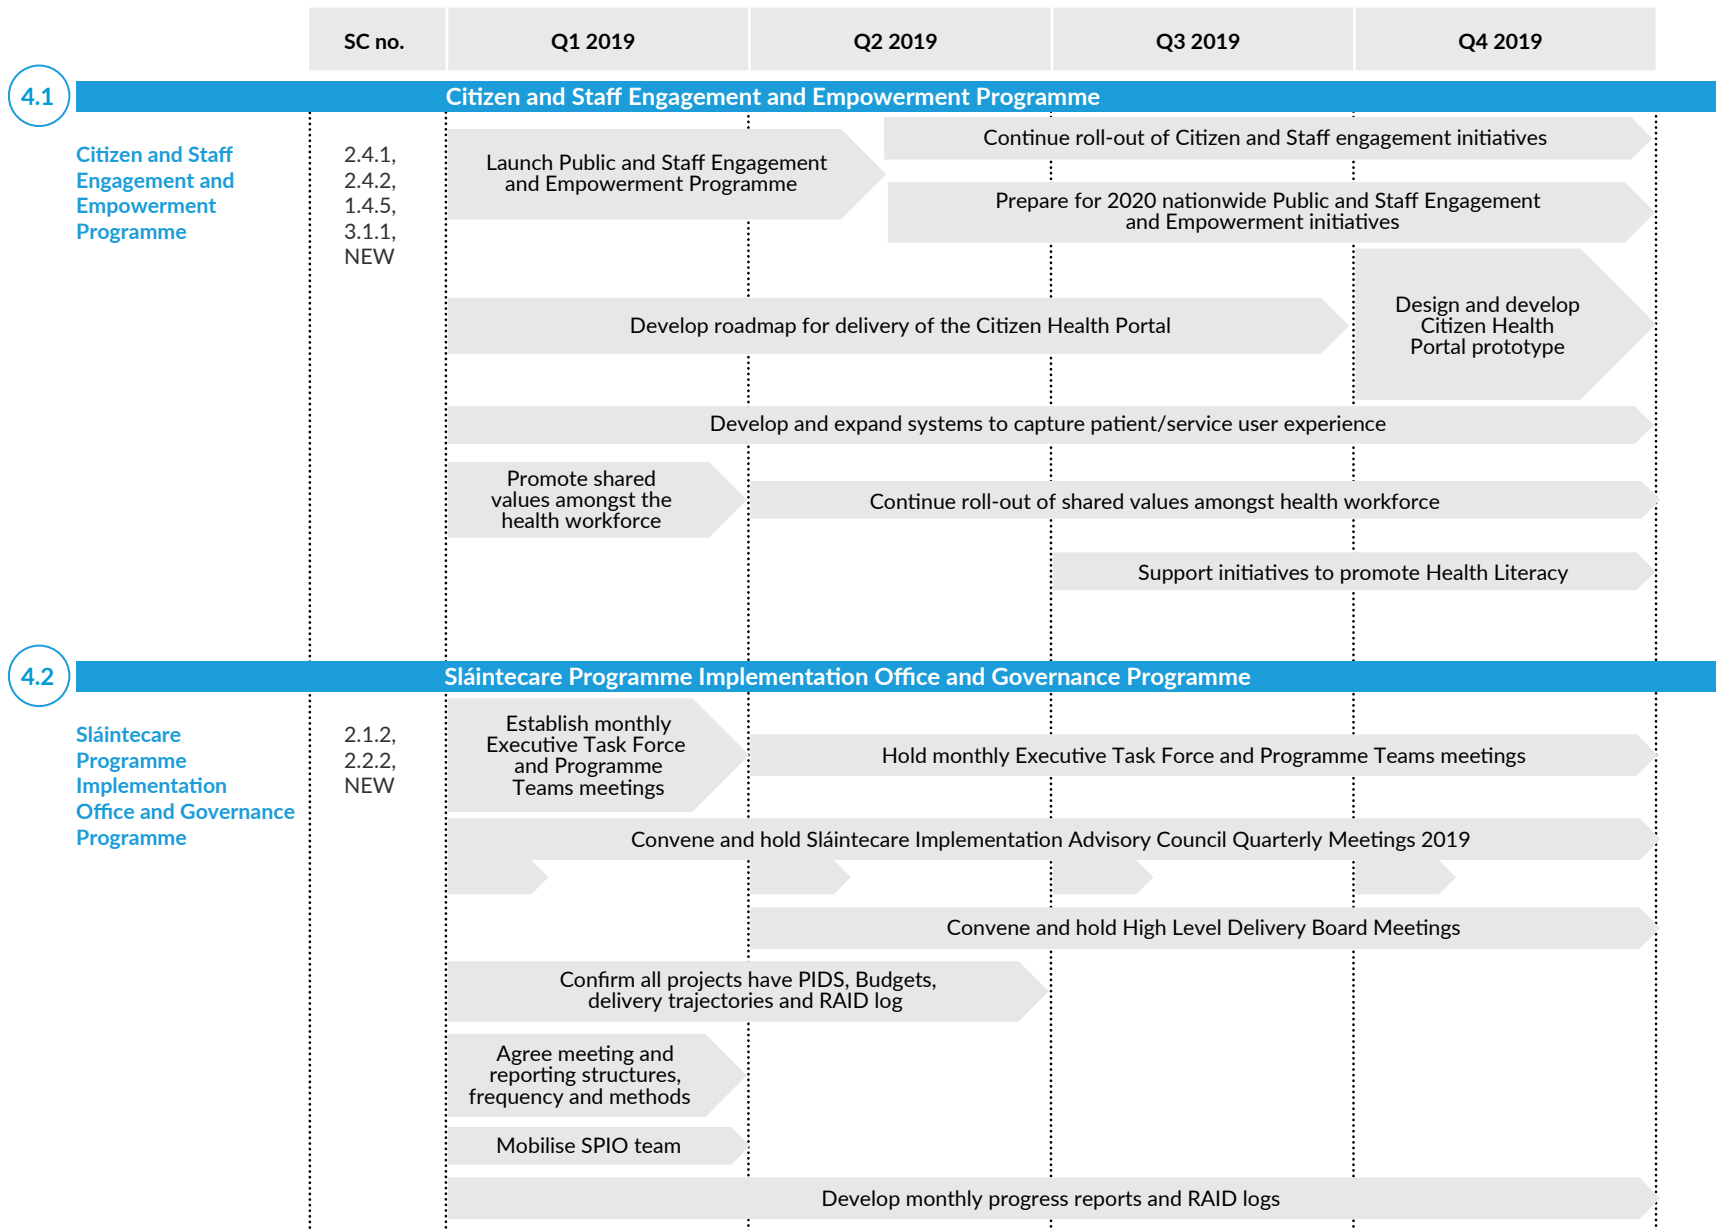 SC no.
Q1 2019
Q2 2019
Q3 2019
Q4 2019
4.1
Citizen and Staff Engagement and Empowerment Programme
Citizen and Staff
Engagement and
Empowerment
Programme
2.4.1,
2.4.2,
1.4.5,
3.1.1,
NEW
Launch Public and Staff Engagement
and Empowerment Programme
Continue roll-out of Citizen and Staff engagement initiatives
Prepare for 2020 nationwide Public and Staff Engagement
and Empowerment initiatives
Develop roadmap for delivery of the Citizen Health Portal
Design and develop
Citizen Health
Portal prototype
Develop and expand systems to capture patient/service user experience
Promote shared
values amongst the
health workforce
Continue roll-out of shared values amongst health workforce
Support initiatives to promote Health Literacy
4.2
Sláintecare Programme Implementation Office and Governance Programme
Sláintecare
Programme
Implementation
Office and Governance
Programme
2.1.2,
2.2.2,
NEW
Establish monthly
Executive Task Force
and Programme
Teams meetings
Hold monthly Executive Task Force and Programme Teams meetings
Convene and hold Sláintecare Implementation Advisory Council Quarterly Meetings 2019
Convene and hold High Level Delivery Board Meetings
Confirm all projects have PIDS, Budgets,
delivery trajectories and RAID log
Agree meeting and
reporting structures,
frequency and methods
Mobilise SPIO team
Develop monthly progress reports and RAID logs